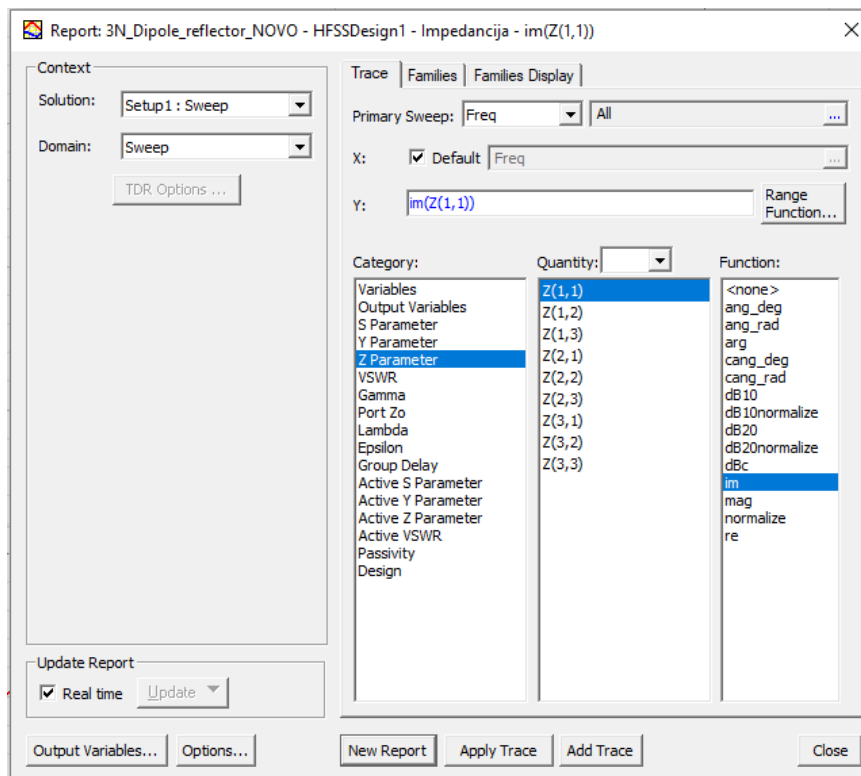 Report: 3N_Dipole_reflector_NOVO - HFSSDesign1 - Impedancija - im(Z(1,1))
Context
Solution: Setup1 : Sweep
Domain: Sweep
TDR Options ...
Update Report
Real time Update
Output Variables... Options...
Trace Families Families Display
Primary Sweep: Freq All ...
X: Default Freq ...
Y: im(Z(1,1)) Range Function...
Category:
Variables
Output Variables
S Parameter
Y Parameter
Z Parameter
VSWR
Gamma
Port Zo
Lambda
Epsilon
Group Delay
Active S Parameter
Active Y Parameter
Active Z Parameter
Active VSWR
Passivity
Design
Quantity:
Z(1,1)
Z(1,2)
Z(1,3)
Z(2,1)
Z(2,2)
Z(2,3)
Z(3,1)
Z(3,2)
Z(3,3)
Function:
<none>
ang_deg
ang_rad
arg
cang_deg
cang_rad
dB10
dB10normalize
dB20
dB20normalize
dBc
im
mag
normalize
re
New Report Apply Trace Add Trace Close